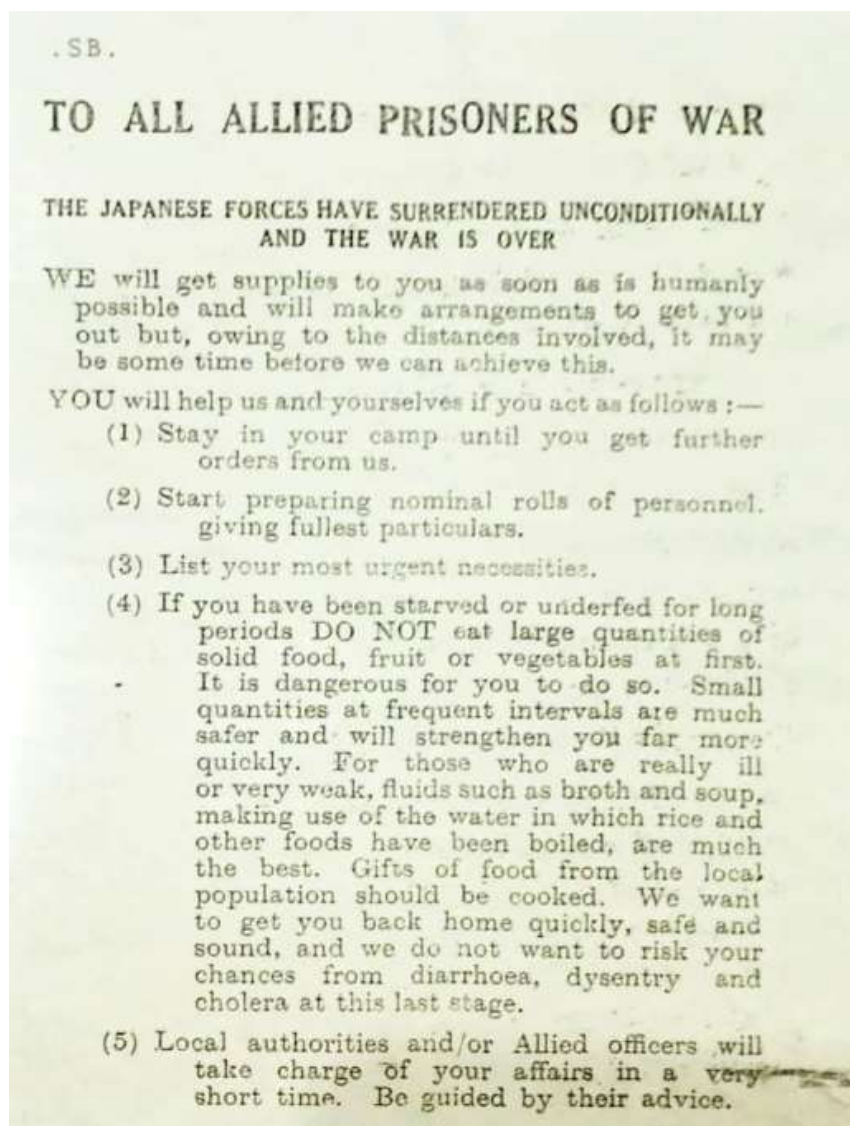 .SB.
TO ALL ALLIED PRISONERS OF WAR
THE JAPANESE FORCES HAVE SURRENDERED UNCONDITIONALLY
AND THE WAR IS OVER
WE will get supplies to you as soon as is humanly
possible and will make arrangements to get you
out but, owing to the distances involved, it may
be some time before we can achieve this.
YOU will help us and yourselves if you act as follows :—
(1) Stay in your camp until you get further
orders from us.
(2) Start preparing nominal rolls of personnel.
giving fullest particulars.
(3) List your most urgent necessities.
(4) If you have been starved or underfed for long
periods DO NOT eat large quantities of
solid food, fruit or vegetables at first.
It is dangerous for you to do so. Small
quantities at frequent intervals are much
safer and will strengthen you far more
quickly. For those who are really ill
or very weak, fluids such as broth and soup,
making use of the water in which rice and
other foods have been boiled, are much
the best. Gifts of food from the local
population should be cooked. We want
to get you back home quickly, safe and
sound, and we do not want to risk your
chances from diarrhoea, dysentry and
cholera at this last stage.
(5) Local authorities and/or Allied officers will
take charge of your affairs in a very
short time. Be guided by their advice.